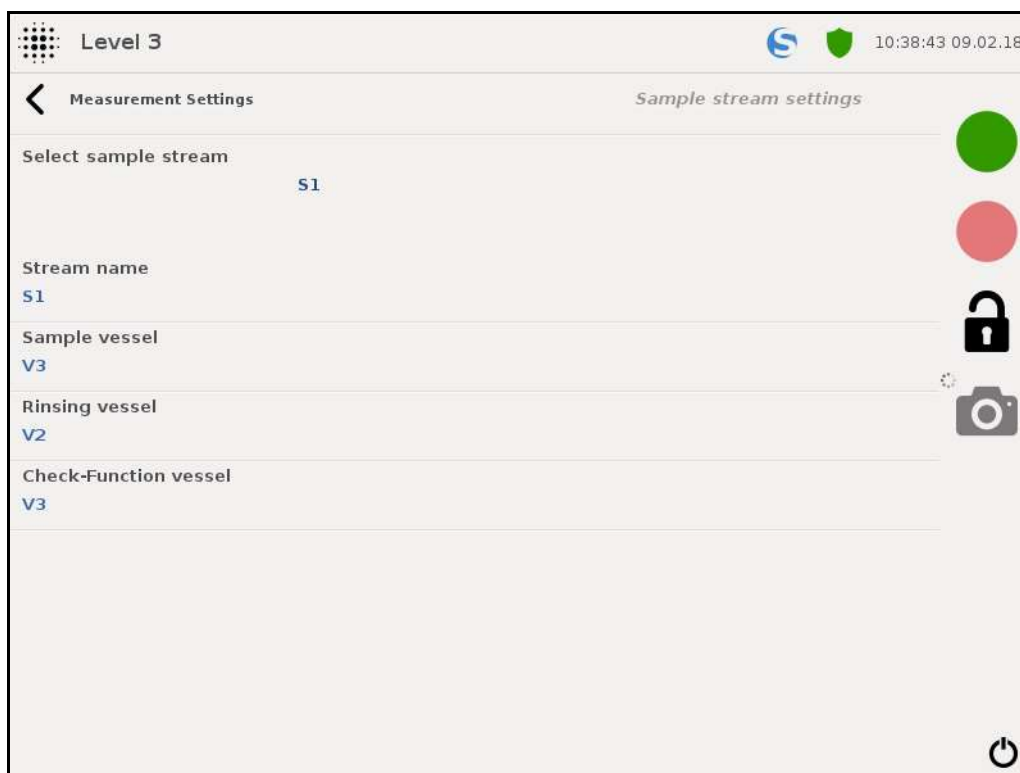 Level 3
10:38:43 09.02.18
Measurement Settings
Sample stream settings
Select sample stream
S1
Stream name
S1
Sample vessel
V3
Rinsing vessel
V2
Check-Function vessel
V3